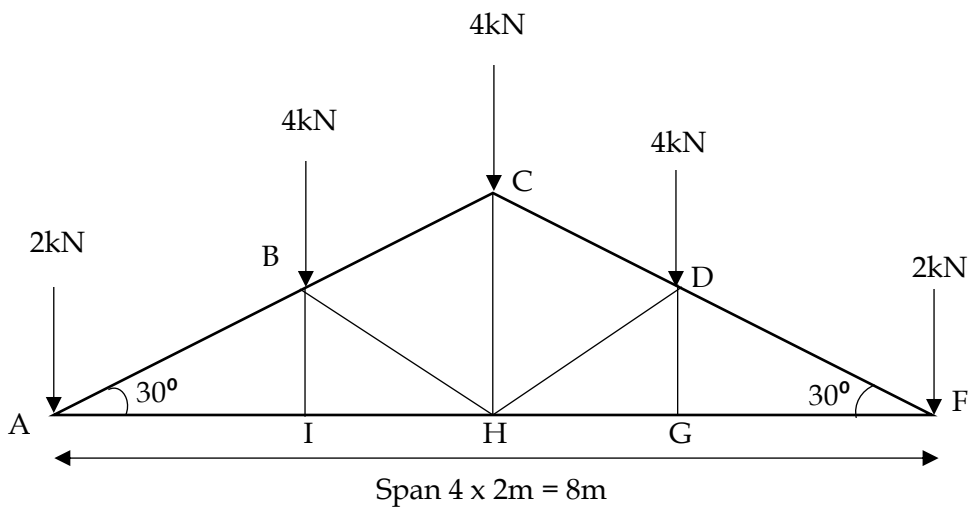 4kN
4kN
4kN
C
2kN
B
D
2kN
30⁰
30⁰
A
F
I
H
G
Span 4 x 2m = 8m